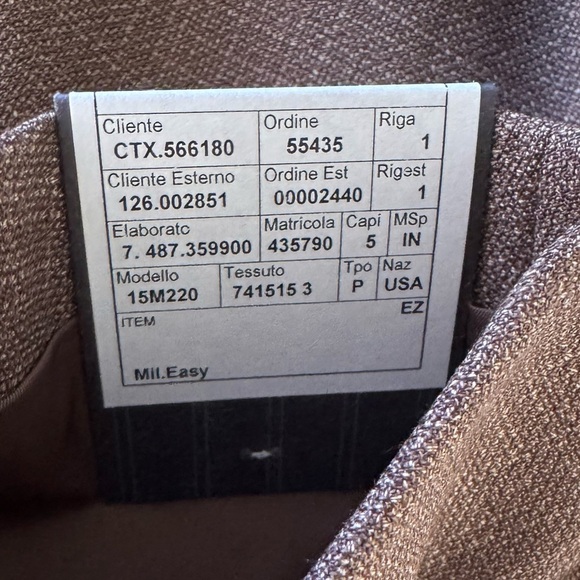 Cliente Ordine Riga
CTX.566180 55435 1
Cliente Esterno Ordine Est Rigest
126.002851 00002440 1
Elaborato Matricola Capi MSp
7. 487.359900 435790 5 IN
Modello Tessuto Tpo Naz
15M220 741515 3 P USA
EZ
ITEM
Mil.Easy